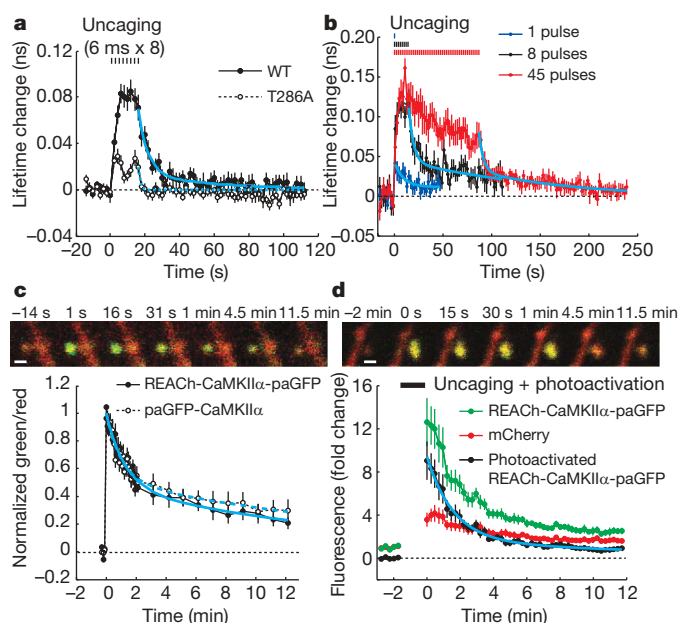 a
Uncaging
(6 ms × 8)
WT
T286A
Lifetime change (ns)
0.12
0.08
0.04
0
−0.04
−20 0 20 40 60 80 100 120
Time (s)
b
Uncaging
1 pulse
8 pulses
45 pulses
Lifetime change (ns)
0.20
0.15
0.10
0.05
0.00
−0.05
0 50 100 150 200 250
Time (s)
c
−14 s 1 s 16 s 31 s 1 min 4.5 min 11.5 min
REACh-CaMKIIα-paGFP
paGFP-CaMKIIα
Normalized green/red
1.2
1
0.8
0.6
0.4
0.2
0
−0.2
−2 0 2 4 6 8 10 12
Time (min)
d
−2 min 0 s 15 s 30 s 1 min 4.5 min 11.5 min
Uncaging + photoactivation
REACh-CaMKIIα-paGFP
mCherry
Photoactivated
REACh-CaMKIIα-paGFP
Fluorescence (fold change)
16
12
8
4
0
−2 0 2 4 6 8 10 12
Time (min)